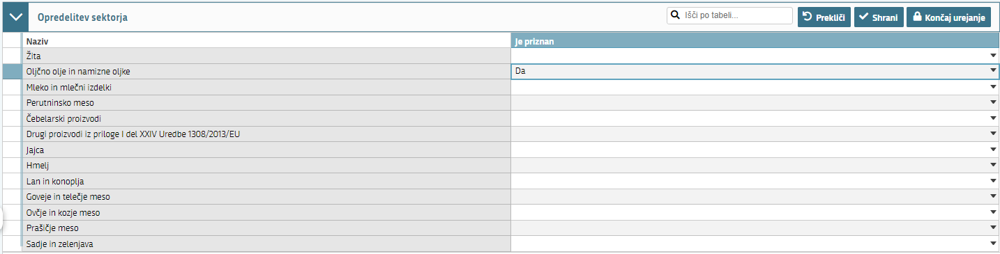 Opredelitev sektorja
Išči po tabeli...
Prekliči
Shrani
Končaj urejanje
Naziv
Je priznan
Žita
Oljčno olje in namizne oljke
Da
Mleko in mlečni izdelki
Perutninsko meso
Čebelarski proizvodi
Drugi proizvodi iz priloge I del XXIV Uredbe 1308/2013/EU
Jajca
Hmelj
Lan in konoplja
Goveje in telečje meso
Ovčje in kozje meso
Prašičje meso
Sadje in zelenjava